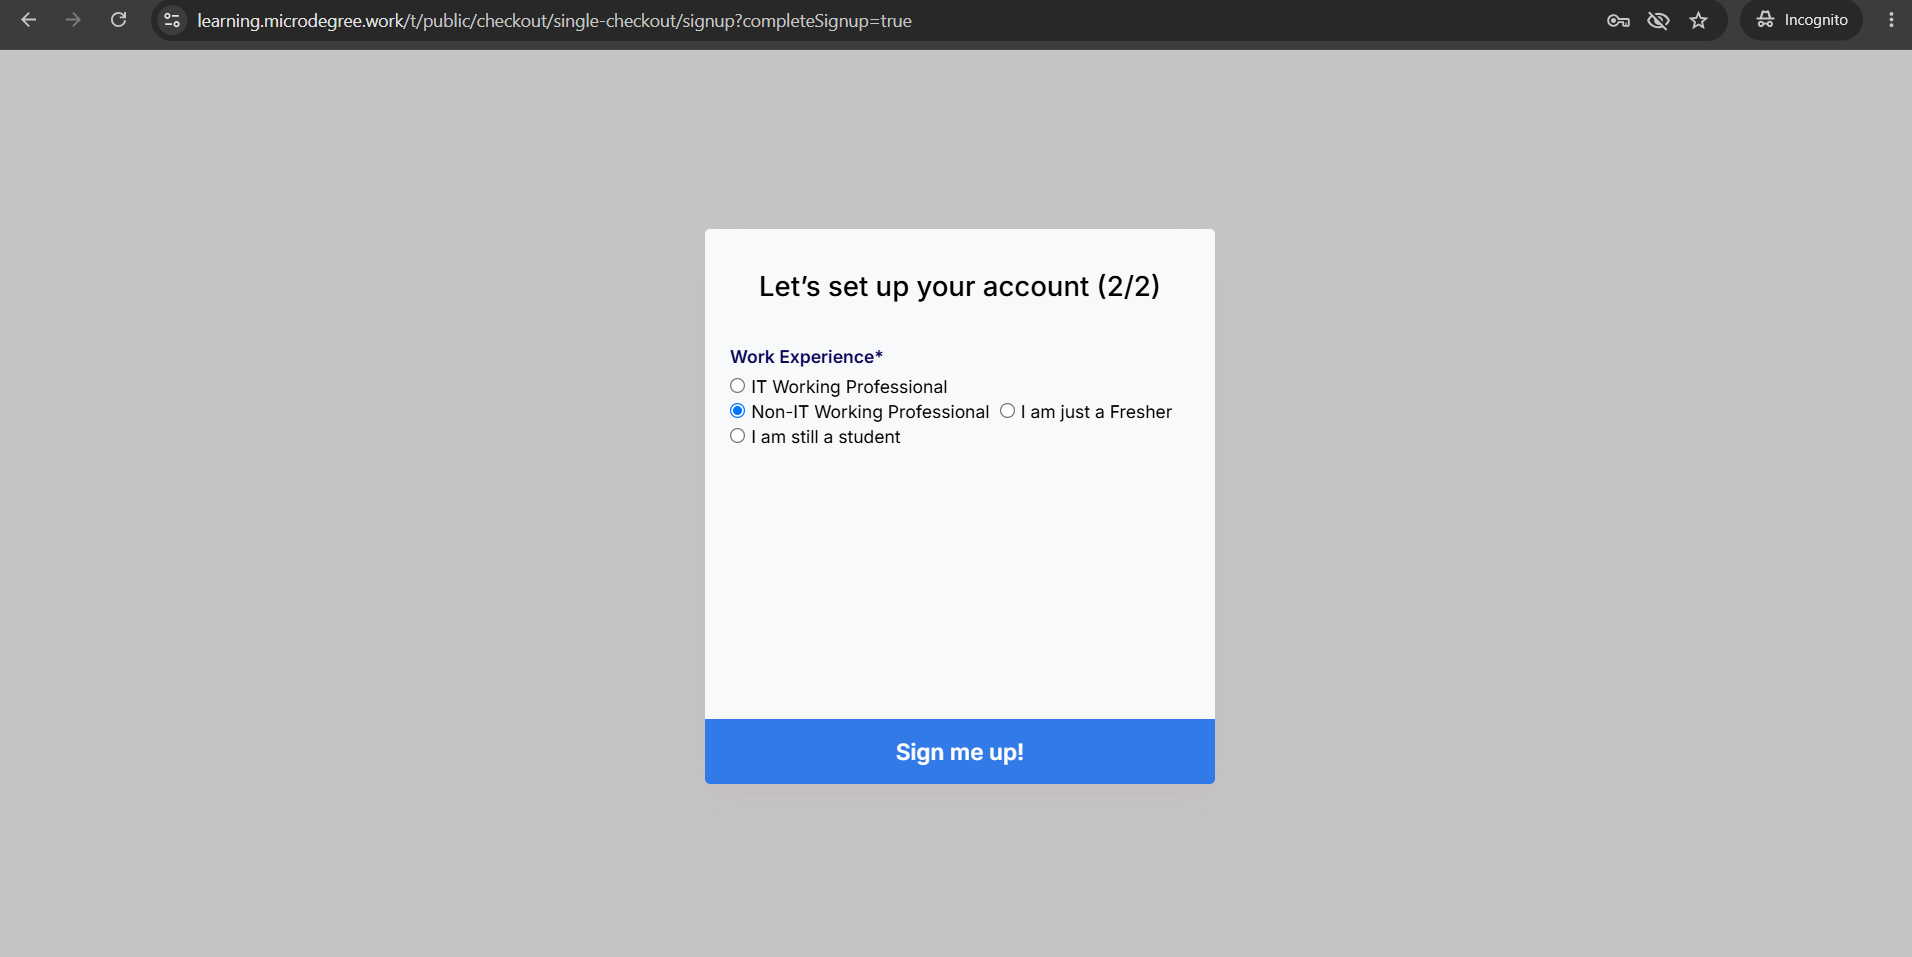 learning.microdegree.work/t/public/checkout/single-checkout/signup?completeSignup=true
Incognito
Let’s set up your account (2/2)
Work Experience*
IT Working Professional
Non-IT Working Professional I am just a Fresher
I am still a student
Sign me up!